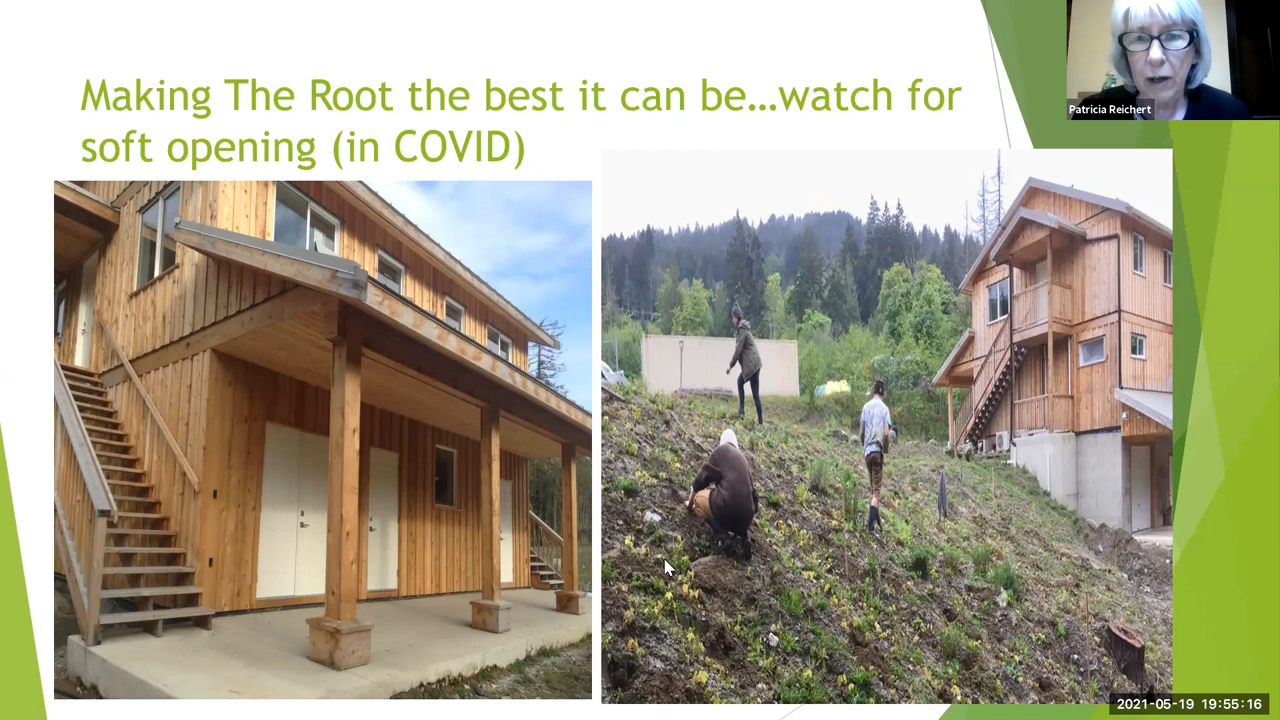 Making The Root the best it can be…watch for
soft opening (in COVID)
Patricia Reichert
2021-05-19 19:55:16